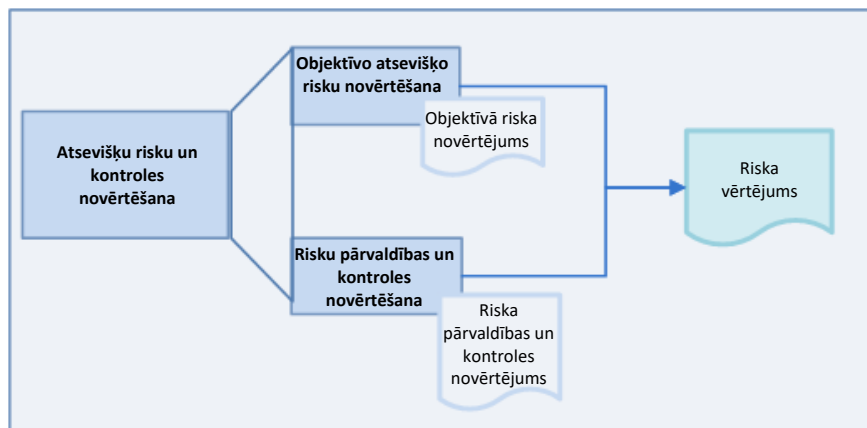 Atsevišķu risku un
kontroles
novērtēšana
Objektīvo atsevišķo
risku novērtēšana
Objektīvā riska
novērtējums
Risku pārvaldības un
kontroles
novērtēšana
Riska
pārvaldības un
kontroles
novērtējums
Riska
vērtējums